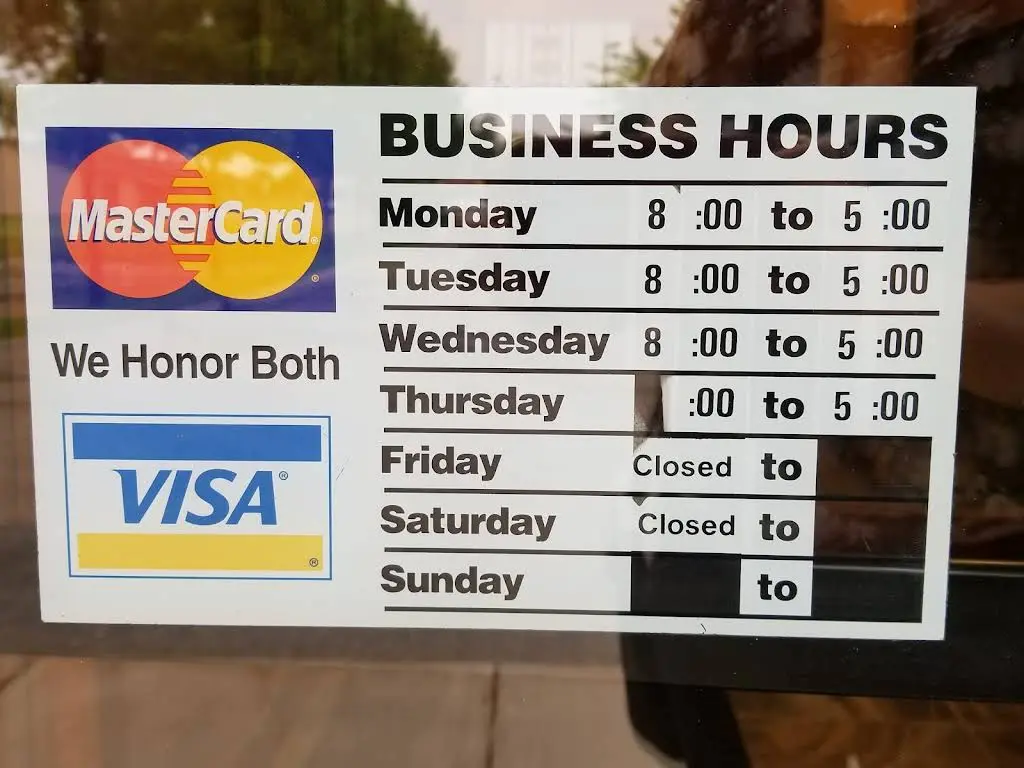 MasterCard®
We Honor Both
VISA®
BUSINESS HOURS
Monday 8 :00 to 5 :00
Tuesday 8 :00 to 5 :00
Wednesday 8 :00 to 5 :00
Thursday :00 to 5 :00
Friday Closed to
Saturday Closed to
Sunday to